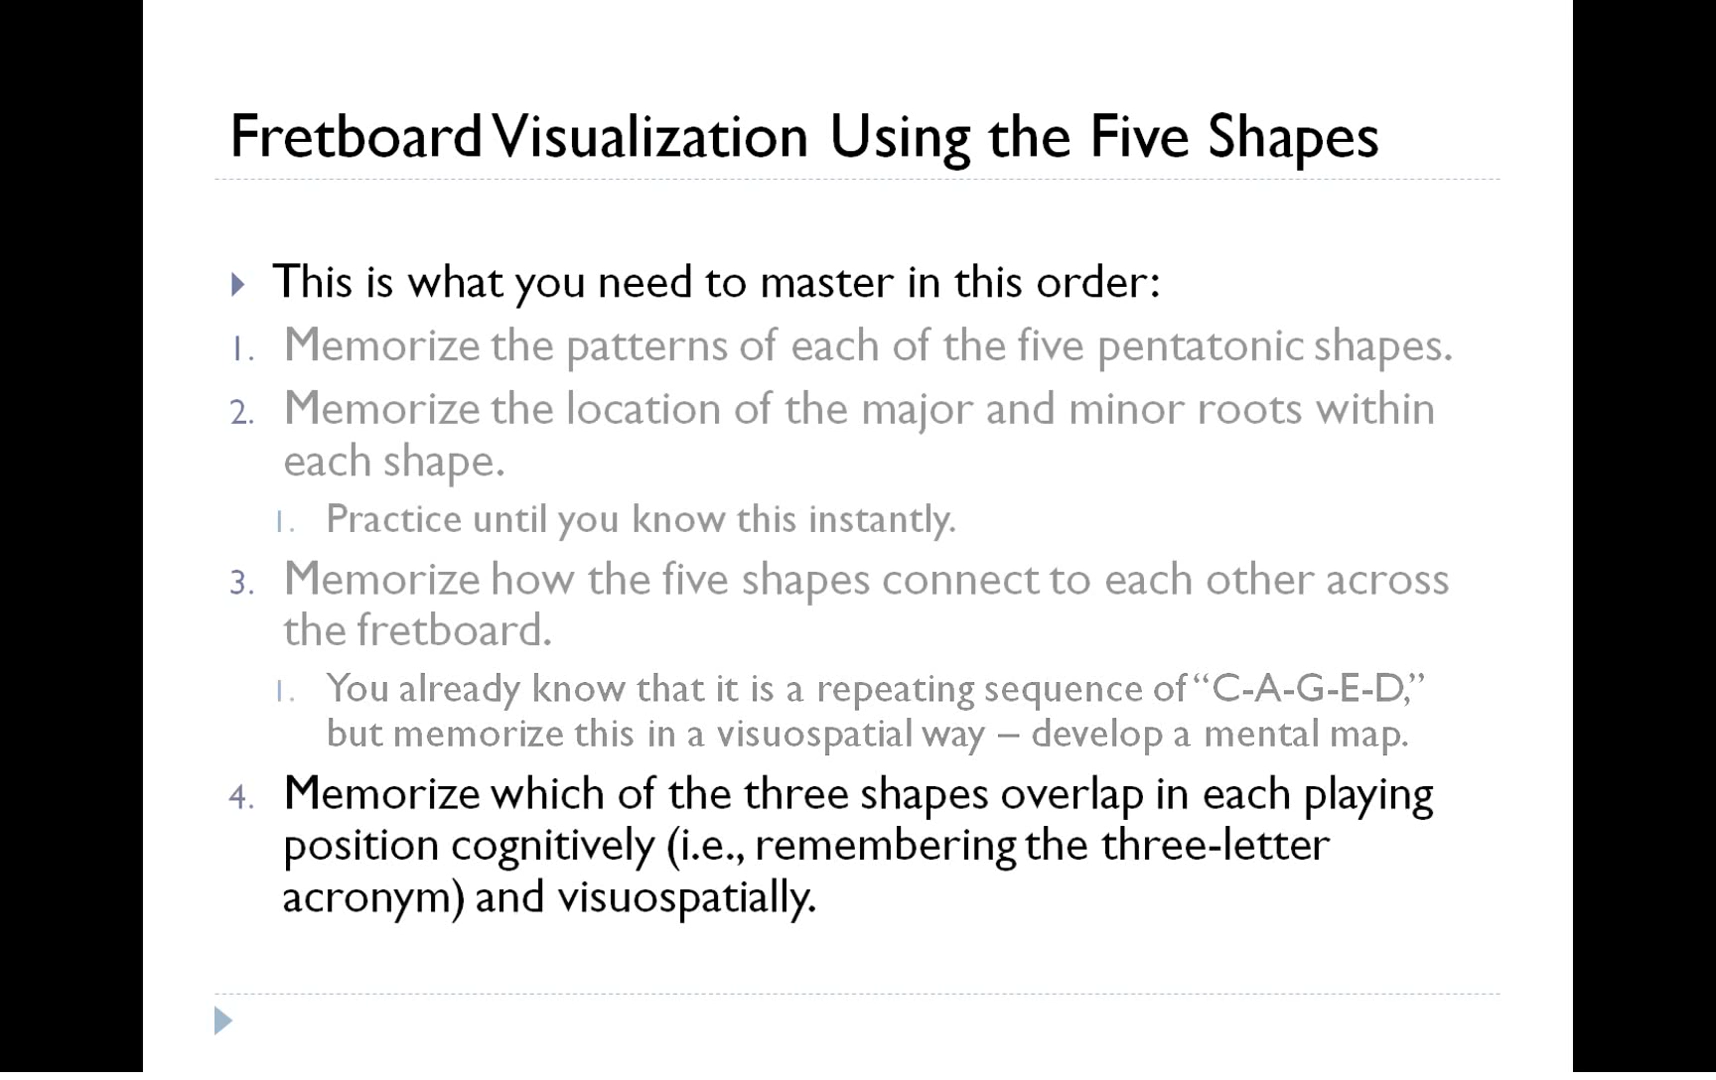 Fretboard Visualization Using the Five Shapes
This is what you need to master in this order:
1. Memorize the patterns of each of the five pentatonic shapes.
2. Memorize the location of the major and minor roots within
each shape.
1. Practice until you know this instantly.
3. Memorize how the five shapes connect to each other across
the fretboard.
1. You already know that it is a repeating sequence of “C-A-G-E-D,”
but memorize this in a visuospatial way – develop a mental map.
4. Memorize which of the three shapes overlap in each playing
position cognitively (i.e., remembering the three-letter
acronym) and visuospatially.